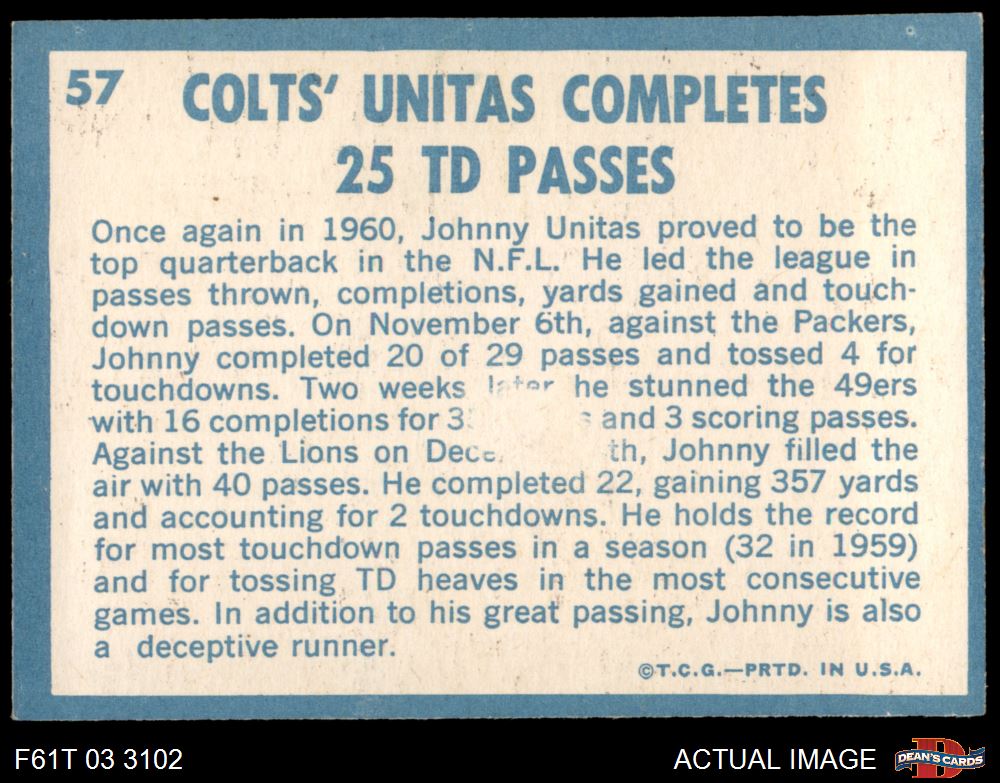 57 COLTS' UNITAS COMPLETES
25 TD PASSES
Once again in 1960, Johnny Unitas proved to be the
top quarterback in the N.F.L. He led the league in
passes thrown, completions, yards gained and touch-
down passes. On November 6th, against the Packers,
Johnny completed 20 of 29 passes and tossed 4 for
touchdowns. Two weeks later he stunned the 49ers
with 16 completions for and 3 scoring passes.
Against the Lions on Johnny filled the
air with 40 passes. He completed 22, gaining 357 yards
and accounting for 2 touchdowns. He holds the record
for most touchdown passes in a season (32 in 1959)
and for tossing TD heaves in the most consecutive
games. In addition to his great passing, Johnny is also
a deceptive runner.
©T.C.G.—PRTD. IN U.S.A.
F61T 03 3102 ACTUAL IMAGE DEAN'S CARDS